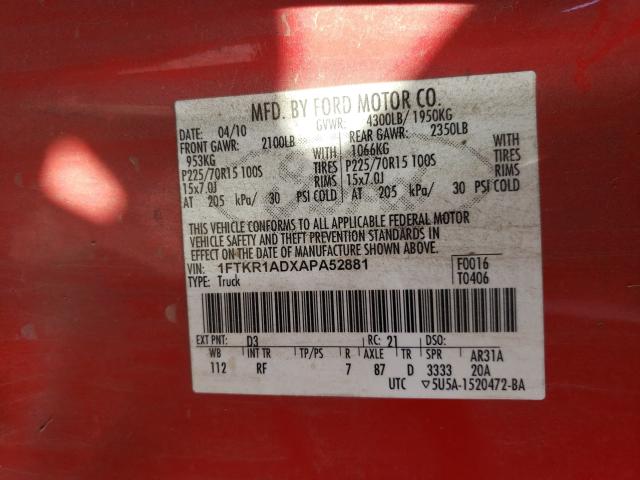 MFD. BY FORD MOTOR CO.
DATE: 04/10 GVWR: 4300LB/ 1950KG
FRONT GAWR: 2100LB REAR GAWR: 2350LB
953KG WITH 1066KG WITH
P225/70R15 100S TIRES P225/70R15 100S TIRES
15x7.0J RIMS 15x7.0J RIMS
AT 205 kPa/ 30 PSI COLD AT 205 kPa/ 30 PSI COLD
THIS VEHICLE CONFORMS TO ALL APPLICABLE FEDERAL MOTOR
VEHICLE SAFETY AND THEFT PREVENTION STANDARDS IN
EFFECT ON THE DATE OF MANUFACTURE SHOWN ABOVE.
VIN: 1FTKR1ADXAPA52881 F0016
TYPE: Truck T0406
EXT PNT: D3 RC: 21 DSO:
WB INT TR TP/PS R AXLE TR SPR AR31A
112 RF 7 87 D 3333 20A
UTC ▽5U5A-1520472-BA